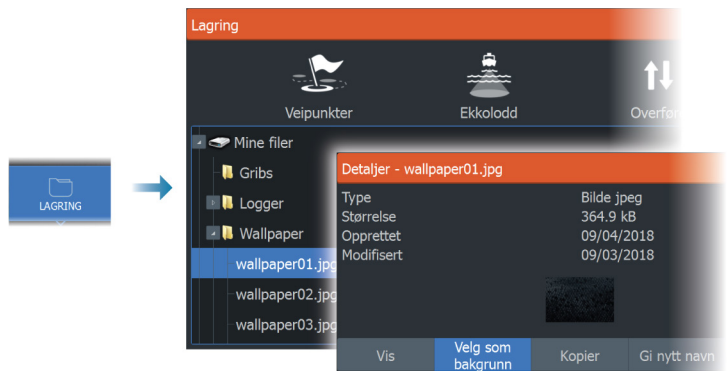 Lagring
Veipunkter
Ekkolodd
Mine filer
Gribs
Logger
Wallpaper
wallpaper01.jpg
wallpaper02.jpg
wallpaper03.jpg
LAGRING
Detaljer - wallpaper01.jpg
Type Bilde jpeg
Størrelse 364.9 kB
Opprettet 09/04/2018
Modifisert 09/03/2018
Vis
Velg som
bakgrunn
Kopier
Gi nytt navn